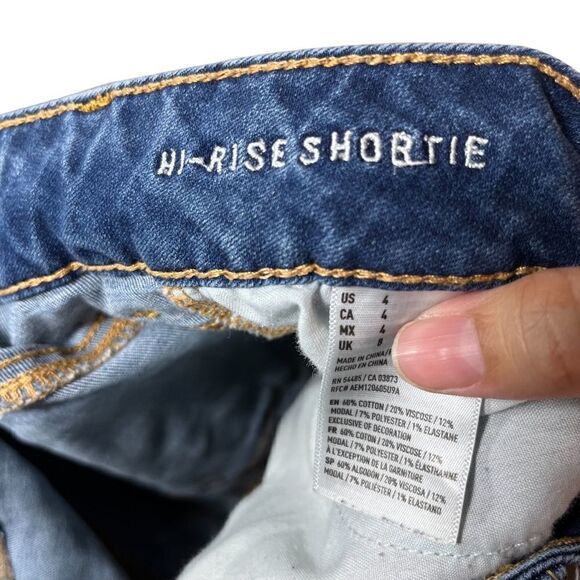 HI-RISE SHORTIE
US 4
CA 4
MX 4
UK 8
MADE IN CHINA /
HECHO EN CHINA
RN 54485 / CA 03873
RFC# AEM120605U9A
EN 60% COTTON / 20% VISCOSE / 12%
MODAL / 7% POLYESTER / 1% ELASTANE
EXCLUSIVE OF DECORATION
FR 60% COTON / 20% VISCOSE / 12%
MODAL / 7% POLYESTER / 1% ÉLASTHANNE
À L'EXCEPTION DE LA GARNITURE
SP 60% ALGODÓN / 20% VISCOSA / 12%
MODAL / 7% POLIÉSTER / 1% ELASTANO